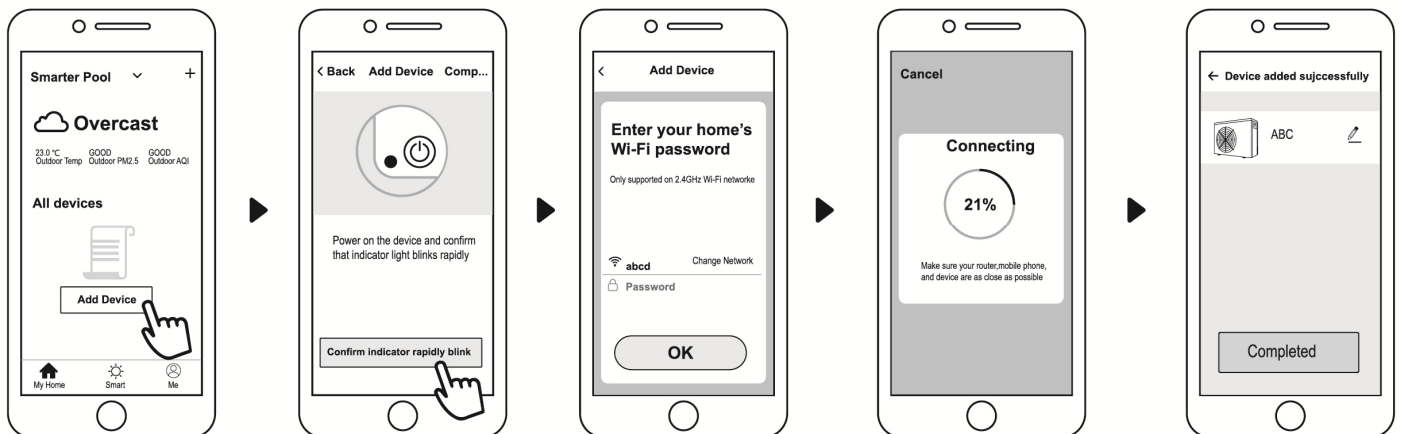 Smarter Pool +
Overcast
23.0 ℃ GOOD GOOD
Outdoor Temp Outdoor PM2.5 Outdoor AQI
All devices
Add Device
My Home Smart Me
< Back Add Device Comp...
Power on the device and confirm
that indicator light blinks rapidly
Confirm indicator rapidly blink
< Add Device
Enter your home's
Wi-Fi password
Only supported on 2.4GHz Wi-Fi networke
abcd Change Network
Password
OK
Cancel
Connecting
21%
Make sure your router,mobile phone,
and device are as close as possible
← Device added sujccessfully
ABC
Completed